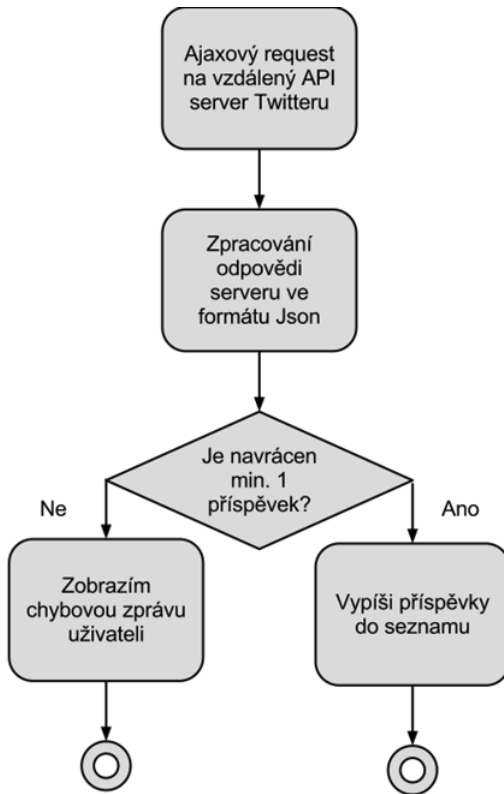 Ajaxový request
na vzdálený API
server Twitteru
Zpracování
odpovědi
serveru ve
formátu Json
Je navrácen
min. 1
příspěvek?
Ne
Ano
Zobrazím
chybovou zprávu
uživateli
Vypíši příspěvky
do seznamu